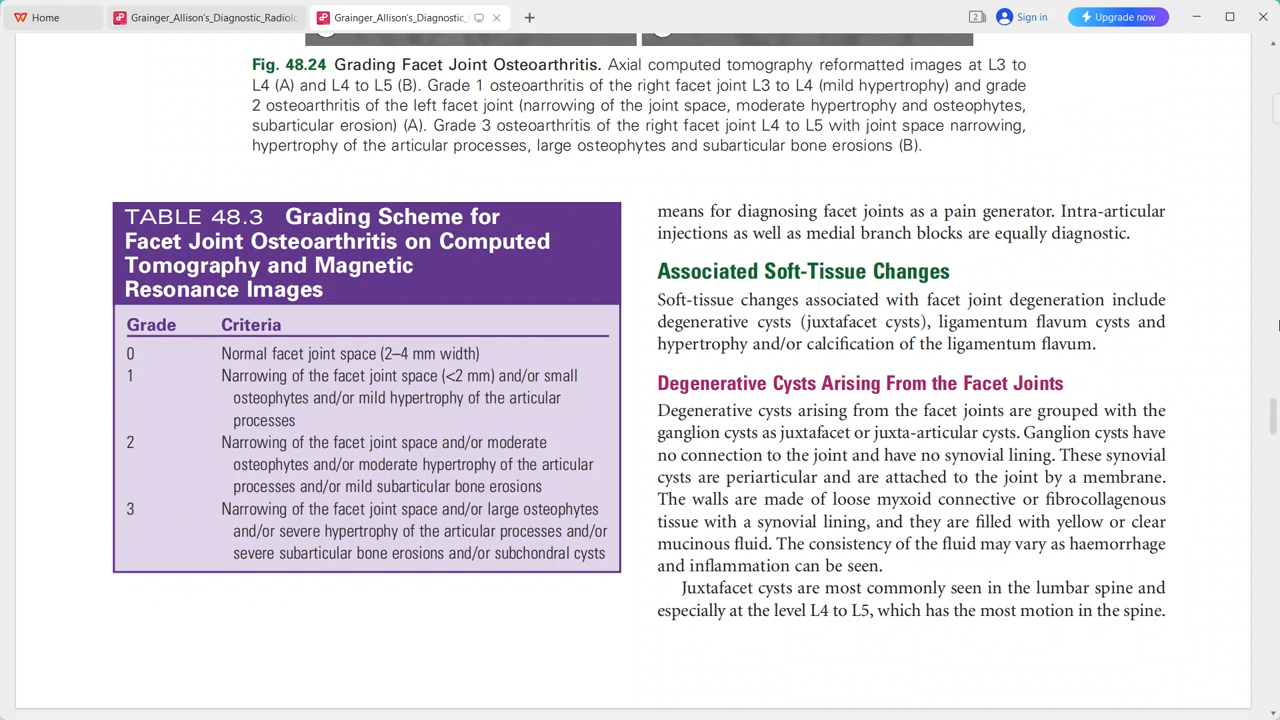 Home
Grainger_Allison's_Diagnostic_Radiolo
Grainger_Allison's_Diagnostic_
2
Sign in
Upgrade now
Fig. 48.24 Grading Facet Joint Osteoarthritis. Axial computed tomography reformatted images at L3 to
L4 (A) and L4 to L5 (B). Grade 1 osteoarthritis of the right facet joint L3 to L4 (mild hypertrophy) and grade
2 osteoarthritis of the left facet joint (narrowing of the joint space, moderate hypertrophy and osteophytes,
subarticular erosion) (A). Grade 3 osteoarthritis of the right facet joint L4 to L5 with joint space narrowing,
hypertrophy of the articular processes, large osteophytes and subarticular bone erosions (B).
TABLE 48.3 Grading Scheme for
Facet Joint Osteoarthritis on Computed
Tomography and Magnetic
Resonance Images
Grade Criteria
0 Normal facet joint space (2–4 mm width)
1 Narrowing of the facet joint space (<2 mm) and/or small
osteophytes and/or mild hypertrophy of the articular
processes
2 Narrowing of the facet joint space and/or moderate
osteophytes and/or moderate hypertrophy of the articular
processes and/or mild subarticular bone erosions
3 Narrowing of the facet joint space and/or large osteophytes
and/or severe hypertrophy of the articular processes and/or
severe subarticular bone erosions and/or subchondral cysts
means for diagnosing facet joints as a pain generator. Intra-articular
injections as well as medial branch blocks are equally diagnostic.
Associated Soft-Tissue Changes
Soft-tissue changes associated with facet joint degeneration include
degenerative cysts (juxtafacet cysts), ligamentum flavum cysts and
hypertrophy and/or calcification of the ligamentum flavum.
Degenerative Cysts Arising From the Facet Joints
Degenerative cysts arising from the facet joints are grouped with the
ganglion cysts as juxtafacet or juxta-articular cysts. Ganglion cysts have
no connection to the joint and have no synovial lining. These synovial
cysts are periarticular and are attached to the joint by a membrane.
The walls are made of loose myxoid connective or fibrocollagenous
tissue with a synovial lining, and they are filled with yellow or clear
mucinous fluid. The consistency of the fluid may vary as haemorrhage
and inflammation can be seen.
Juxtafacet cysts are most commonly seen in the lumbar spine and
especially at the level L4 to L5, which has the most motion in the spine.